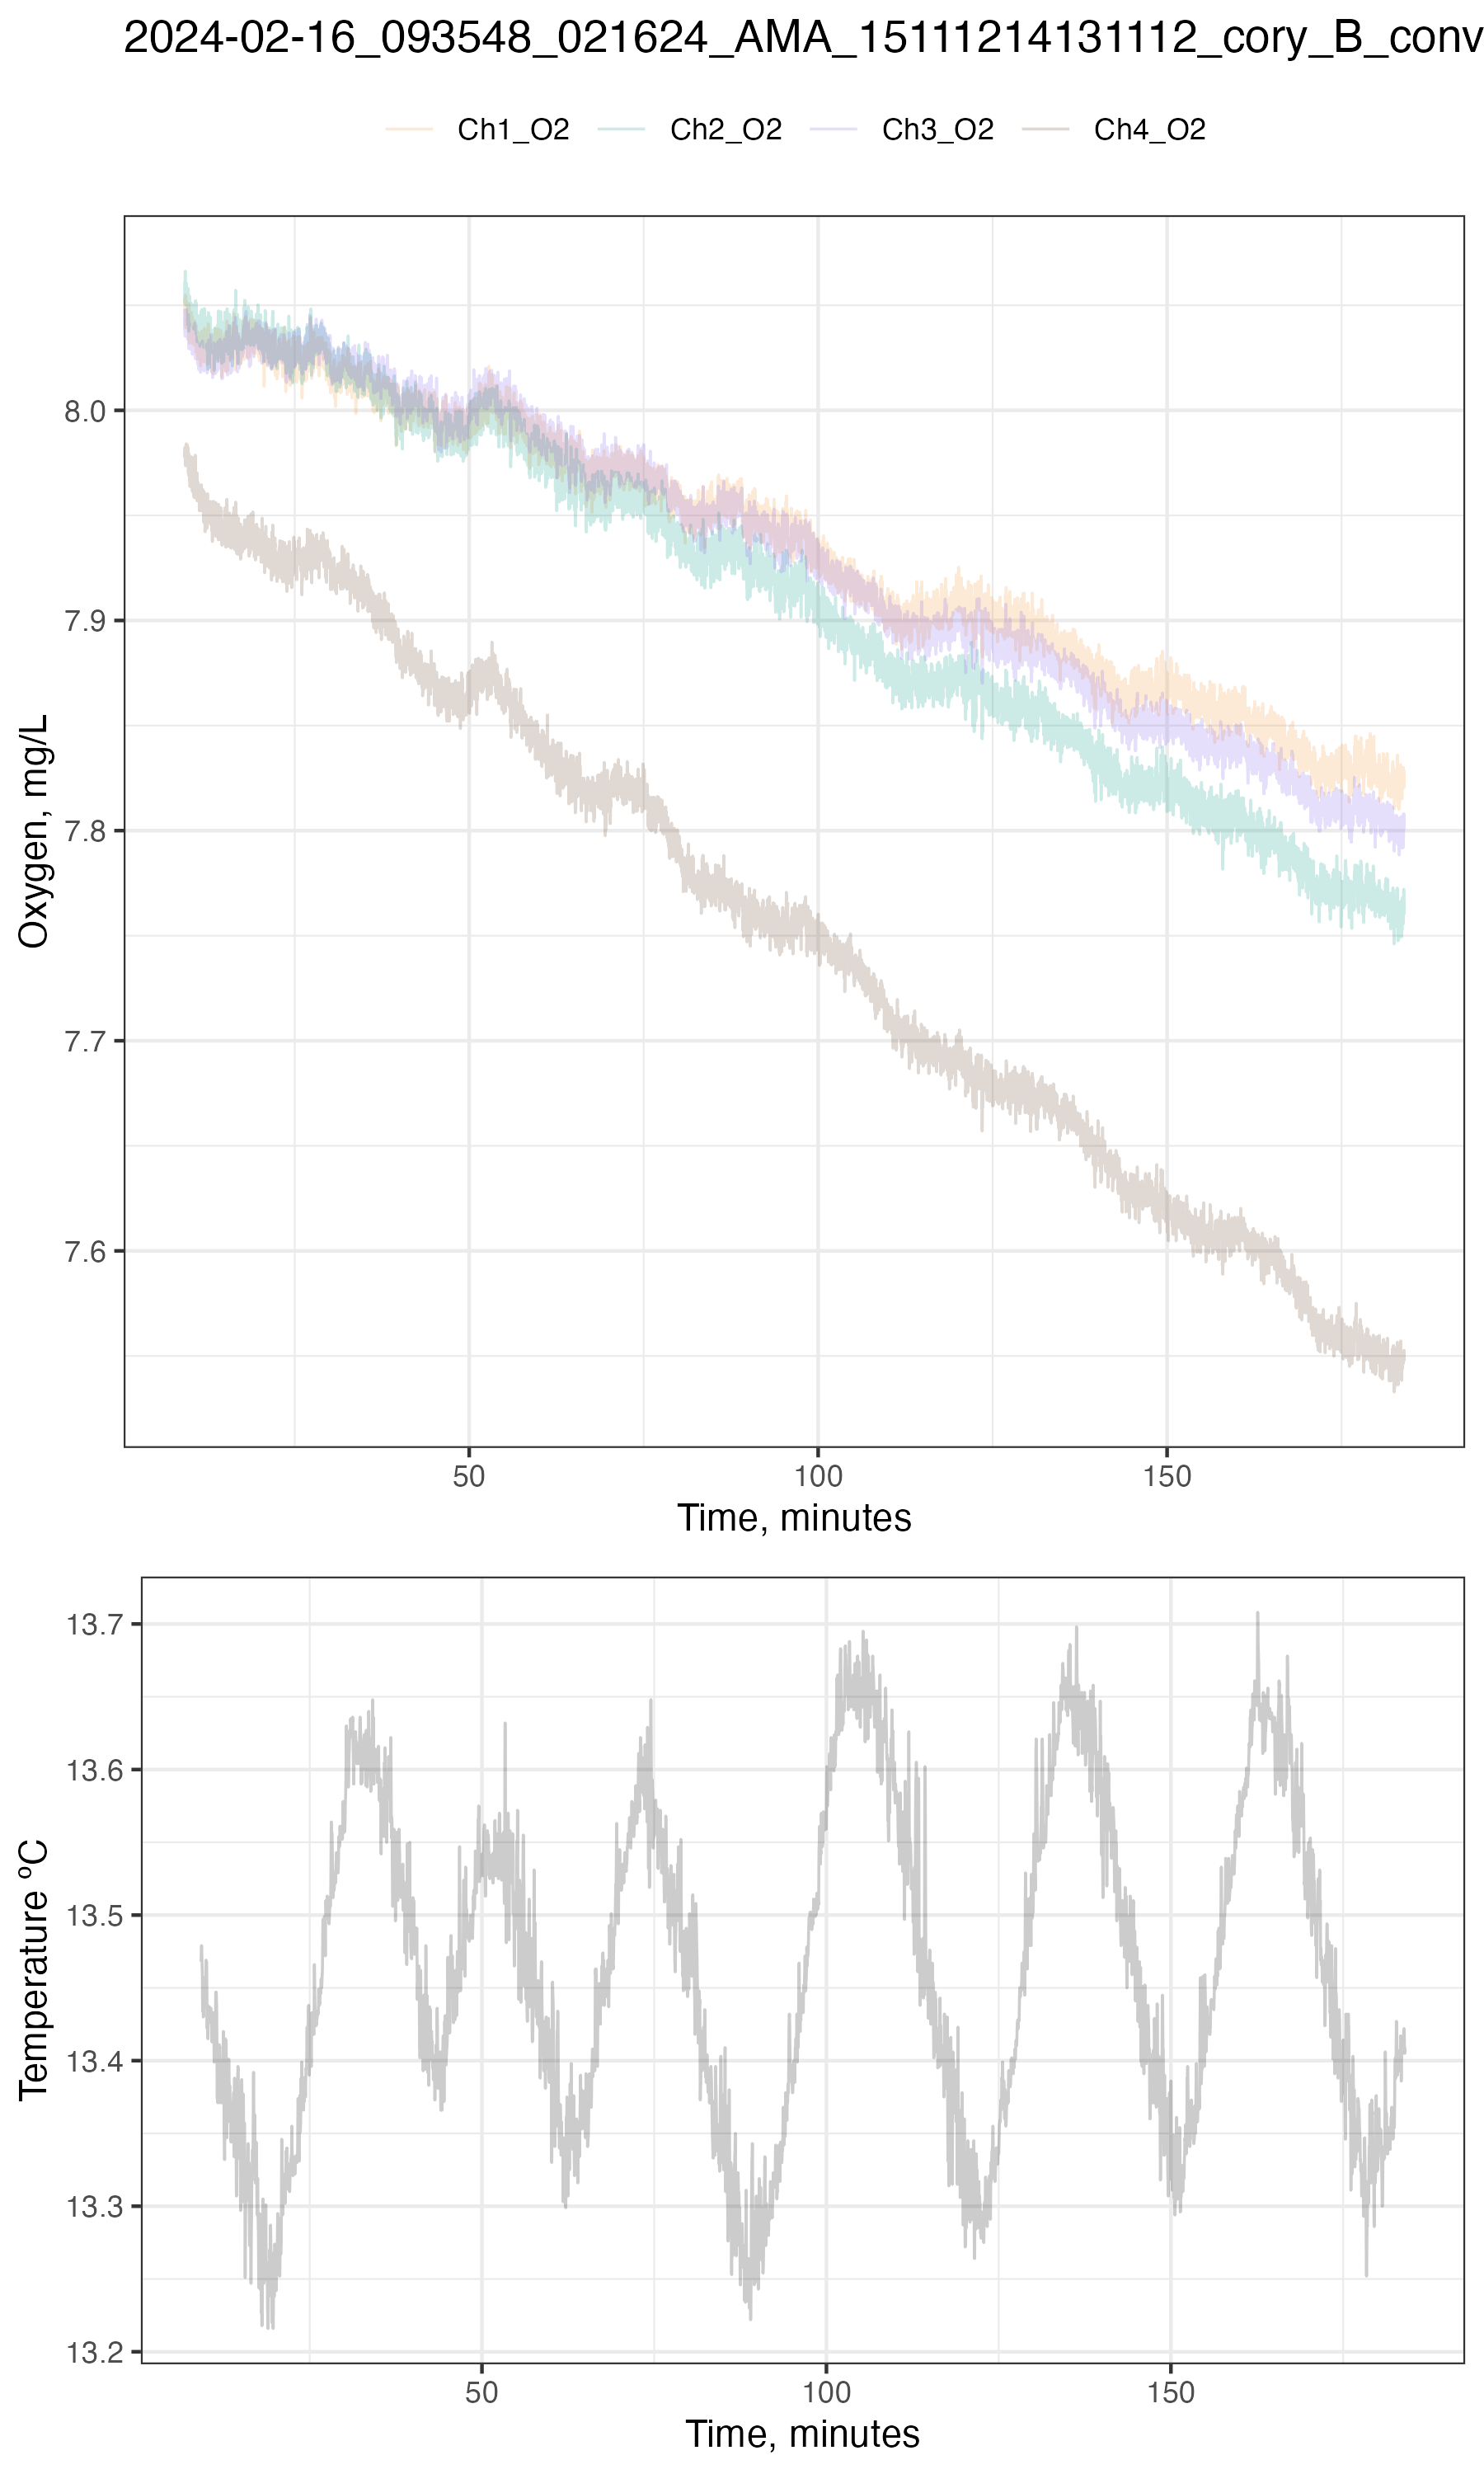 2024-02-16_093548_021624_AMA_15111214131112_cory_B_conv
Ch1_O2 Ch2_O2 Ch3_O2 Ch4_O2
8.0
7.9
7.8
7.7
7.6
Oxygen, mg/L
50 100 150
Time, minutes
13.7
13.6
13.5
13.4
13.3
13.2
Temperature ºC
50 100 150
Time, minutes